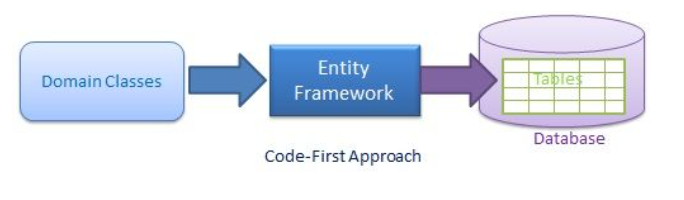 Domain Classes
Entity
Framework
Tables
Database
Code-First Approach